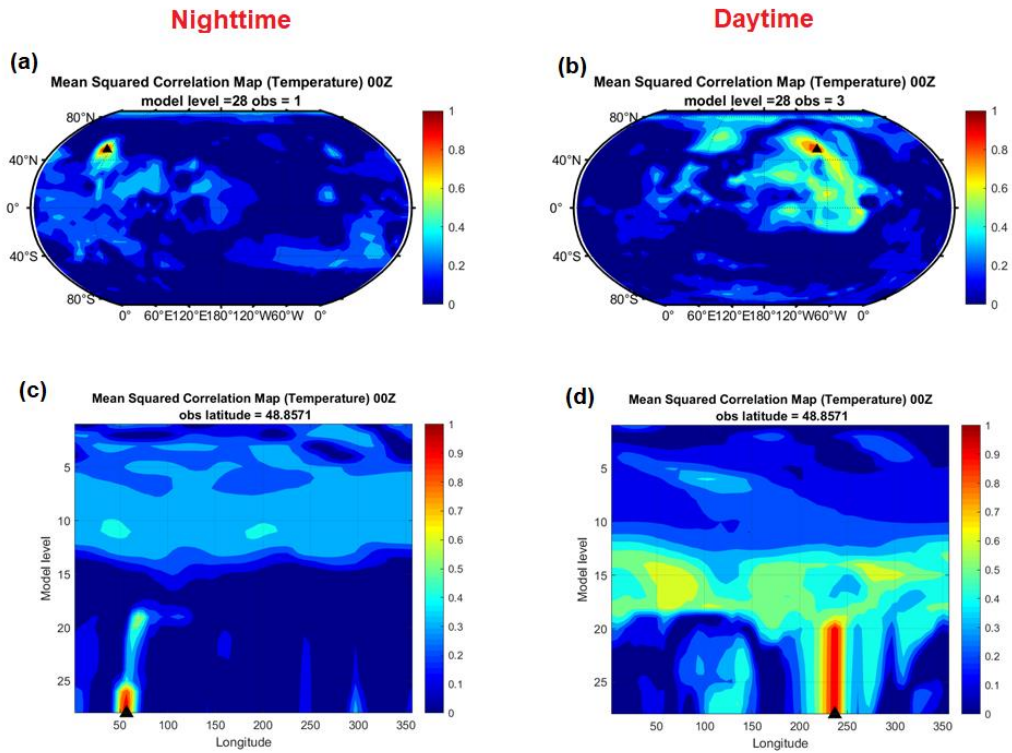 Nighttime
Daytime
(a)
Mean Squared Correlation Map (Temperature) 00Z
model level =28 obs = 1
80°N
40°N
0°
40°S
80°S
0° 60°E120°E180°120°W60°W 0°
1
0.8
0.6
0.4
0.2
0
(b)
Mean Squared Correlation Map (Temperature) 00Z
model level =28 obs = 3
80°N
40°N
0°
40°S
80°S
0° 60°E120°E180°120°W60°W 0°
1
0.8
0.6
0.4
0.2
0
(c)
Mean Squared Correlation Map (Temperature) 00Z
obs latitude = 48.8571
Model level
5
10
15
20
25
50 100 150 200 250 300 350
Longitude
1
0.9
0.8
0.7
0.6
0.5
0.4
0.3
0.2
0.1
0
(d)
Mean Squared Correlation Map (Temperature) 00Z
obs latitude = 48.8571
Model level
5
10
15
20
25
50 100 150 200 250 300 350
Longitude
1
0.9
0.8
0.7
0.6
0.5
0.4
0.3
0.2
0.1
0